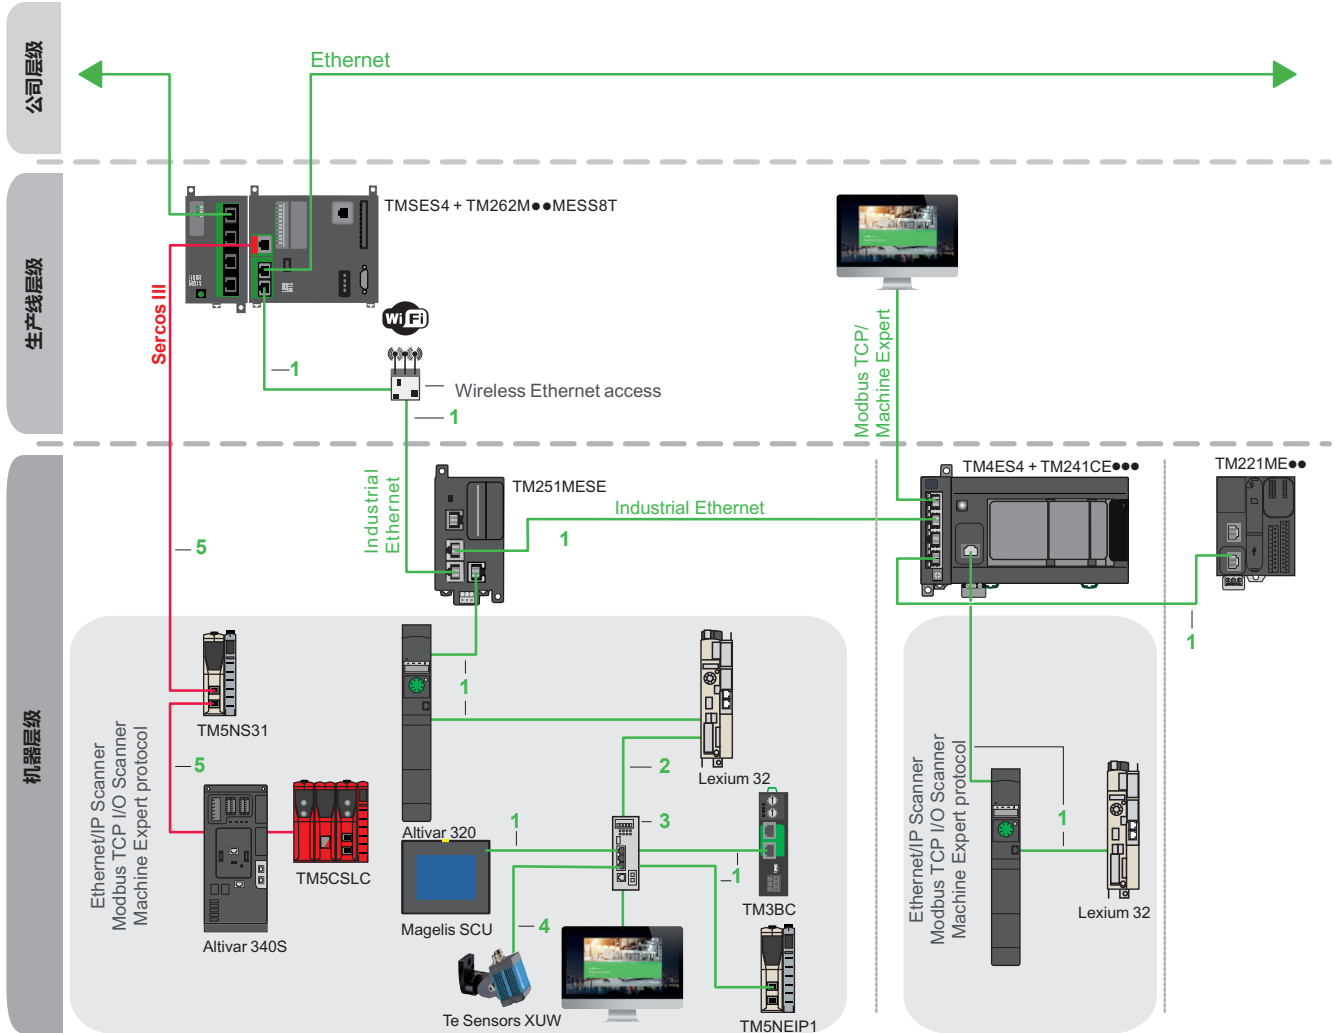 公司层级
Ethernet
生产线层级
TMSES4 + TM262M●●MESS8T
Sercos III
Wi Fi
1
Wireless Ethernet access
1
Modbus TCP/
Machine Expert
机器层级
Industrial
Ethernet
TM251MESE
Industrial Ethernet
1
TM4ES4 + TM241CE●●●
TM221ME●●
5
1
TM5NS31
5
1
Lexium 32
2
3
Altivar 320
1
1
TM5CSLC
Altivar 340S
Magelis SCU
TM3BC
4
Te Sensors XUW
TM5NEIP1
Ethernet/IP Scanner
Modbus TCP I/O Scanner
Machine Expert protocol
Ethernet/IP Scanner
Modbus TCP I/O Scanner
Machine Expert protocol
1
Lexium 32